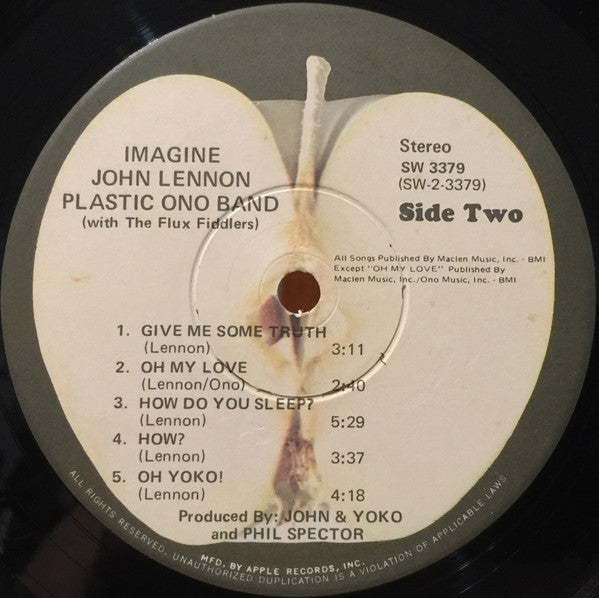 IMAGINE
JOHN LENNON
PLASTIC ONO BAND
(with The Flux Fiddlers)
Stereo
SW 3379
(SW-2-3379)
Side Two
All Songs Published By Maclen Music, Inc. - BMI
Except "OH MY LOVE" Published By
Maclen Music, Inc./Ono Music, Inc. - BMI
1. GIVE ME SOME TRUTH
(Lennon) 3:11
2. OH MY LOVE
(Lennon/Ono) 2:40
3. HOW DO YOU SLEEP?
(Lennon) 5:29
4. HOW?
(Lennon) 3:37
5. OH YOKO!
(Lennon) 4:18
Produced By: JOHN & YOKO
and PHIL SPECTOR
MFD. BY APPLE RECORDS, INC.
ALL RIGHTS RESERVED. UNAUTHORIZED DUPLICATION IS A VIOLATION OF APPLICABLE LAWS